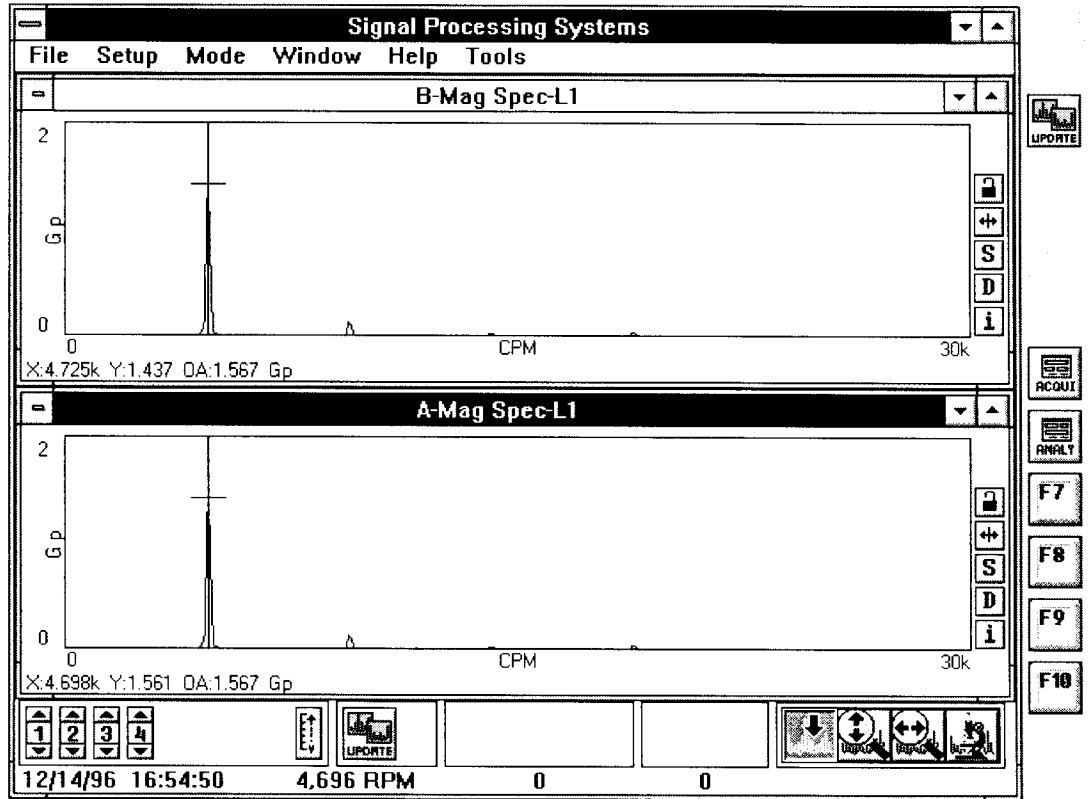 Signal Processing Systems
File Setup Mode Window Help Tools
B-Mag Spec-L1
2
Gp
0
0
CPM
30k
X:4.725k Y:1.437 OA:1.567 Gp
S
D
i
A-Mag Spec-L1
2
Gp
0
0
CPM
30k
X:4.698k Y:1.561 OA:1.567 Gp
S
D
i
1 2 3 4
UPDATE
12/14/96 16:54:50 4,696 RPM 0 0
UPDATE
ACQUI
ANALY
F7
F8
F9
F10